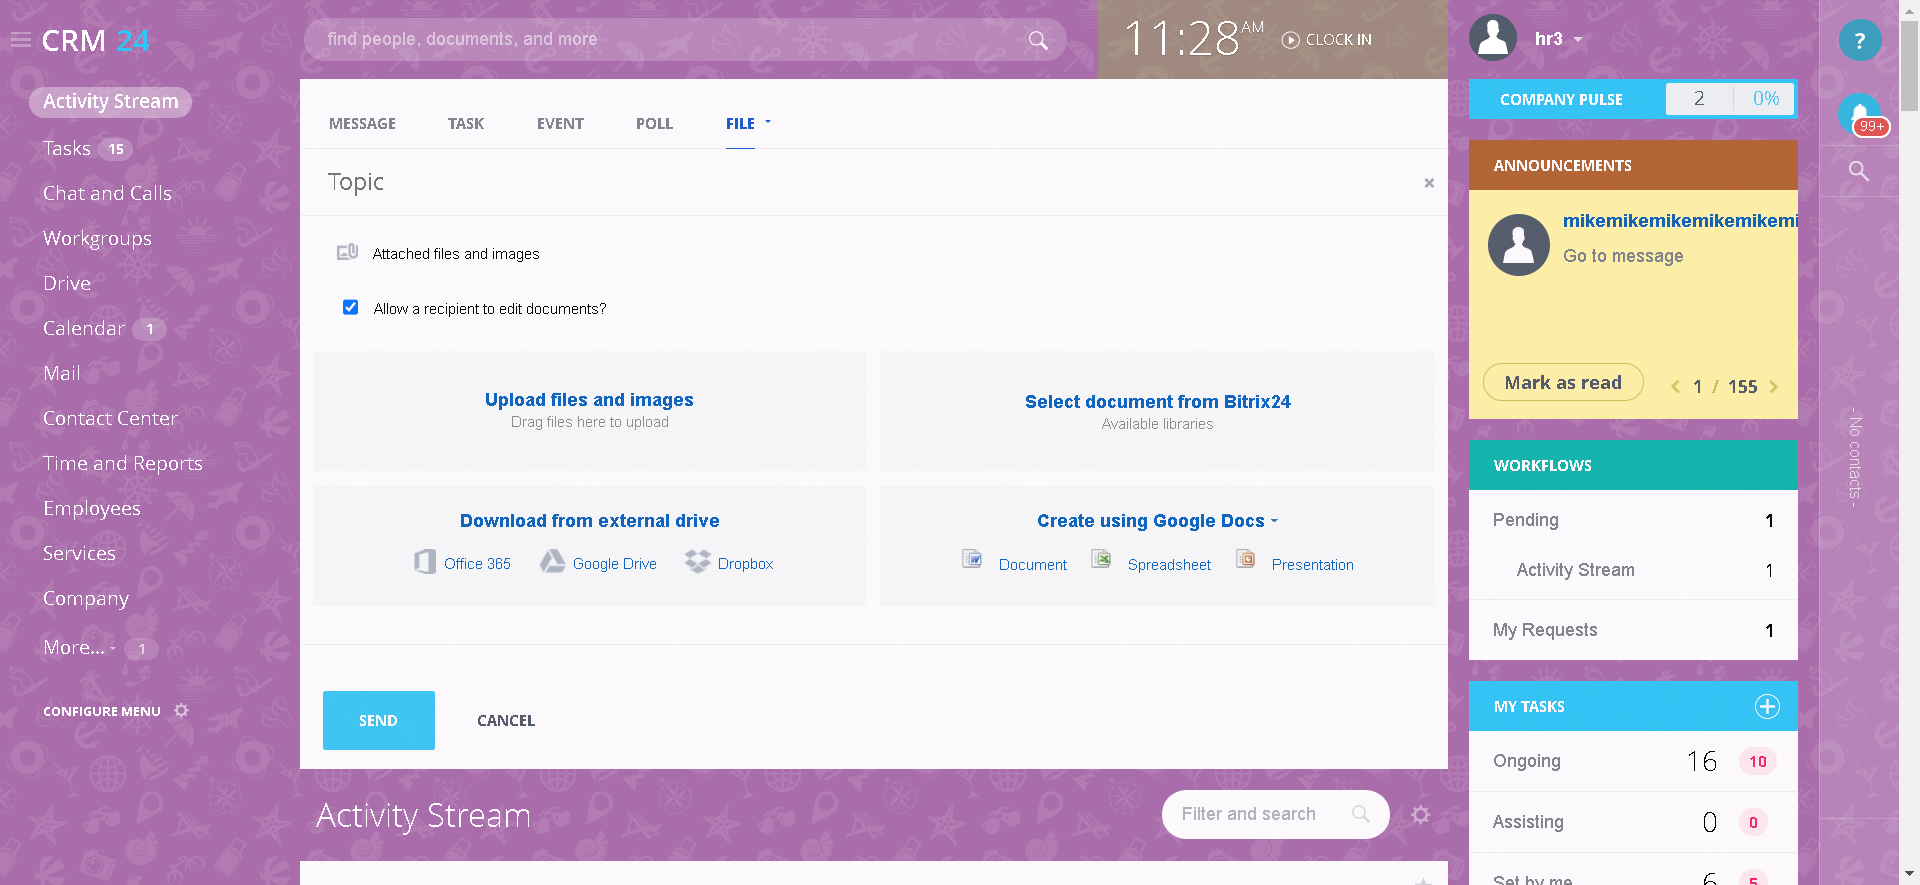 CRM 24
find people, documents, and more
11:28 AM
CLOCK IN
hr3
?
99+
Activity Stream
Tasks 15
Chat and Calls
Workgroups
Drive
Calendar 1
Mail
Contact Center
Time and Reports
Employees
Services
Company
More... 1
CONFIGURE MENU
MESSAGE TASK EVENT POLL FILE
Topic
Attached files and images
Allow a recipient to edit documents?
Upload files and images
Drag files here to upload
Select document from Bitrix24
Available libraries
Download from external drive
Office 365 Google Drive Dropbox
Create using Google Docs
Document Spreadsheet Presentation
SEND CANCEL
Activity Stream
Filter and search
COMPANY PULSE 2 0%
ANNOUNCEMENTS
mikemikemikemikemikemi
Go to message
Mark as read
1 / 155
WORKFLOWS
Pending 1
Activity Stream 1
My Requests 1
MY TASKS
Ongoing 16 10
Assisting 0 0
Set by me 6 5
- No contacts -